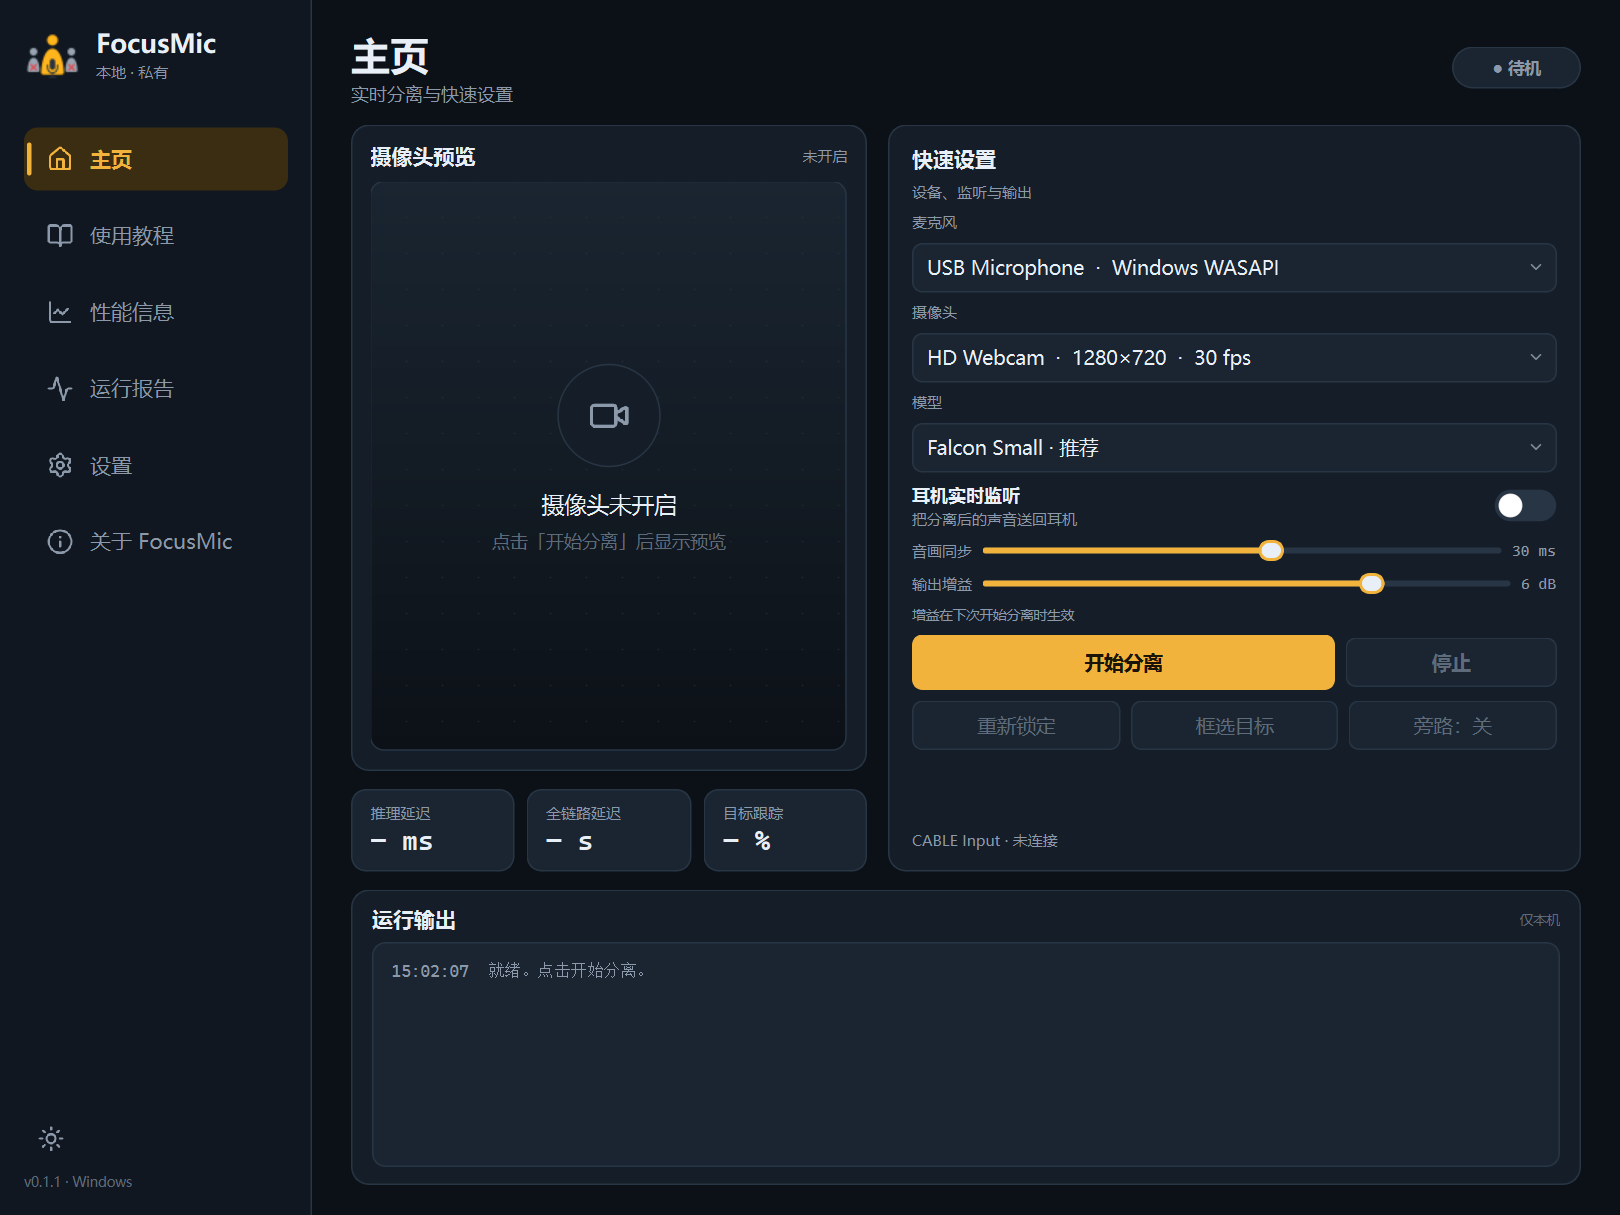 FocusMic
本地 · 私有
主页
使用教程
性能信息
运行报告
设置
关于 FocusMic
v0.1.1 · Windows
主页
实时分离与快速设置
● 待机
摄像头预览
未开启
摄像头未开启
点击「开始分离」后显示预览
推理延迟
– ms
全链路延迟
– s
目标跟踪
– %
快速设置
设备、监听与输出
麦克风
USB Microphone · Windows WASAPI
摄像头
HD Webcam · 1280×720 · 30 fps
模型
Falcon Small · 推荐
耳机实时监听
把分离后的声音送回耳机
音画同步 30 ms
输出增益 6 dB
增益在下次开始分离时生效
开始分离
停止
重新锁定
框选目标
旁路：关
CABLE Input · 未连接
运行输出
仅本机
15:02:07 就绪。点击开始分离。